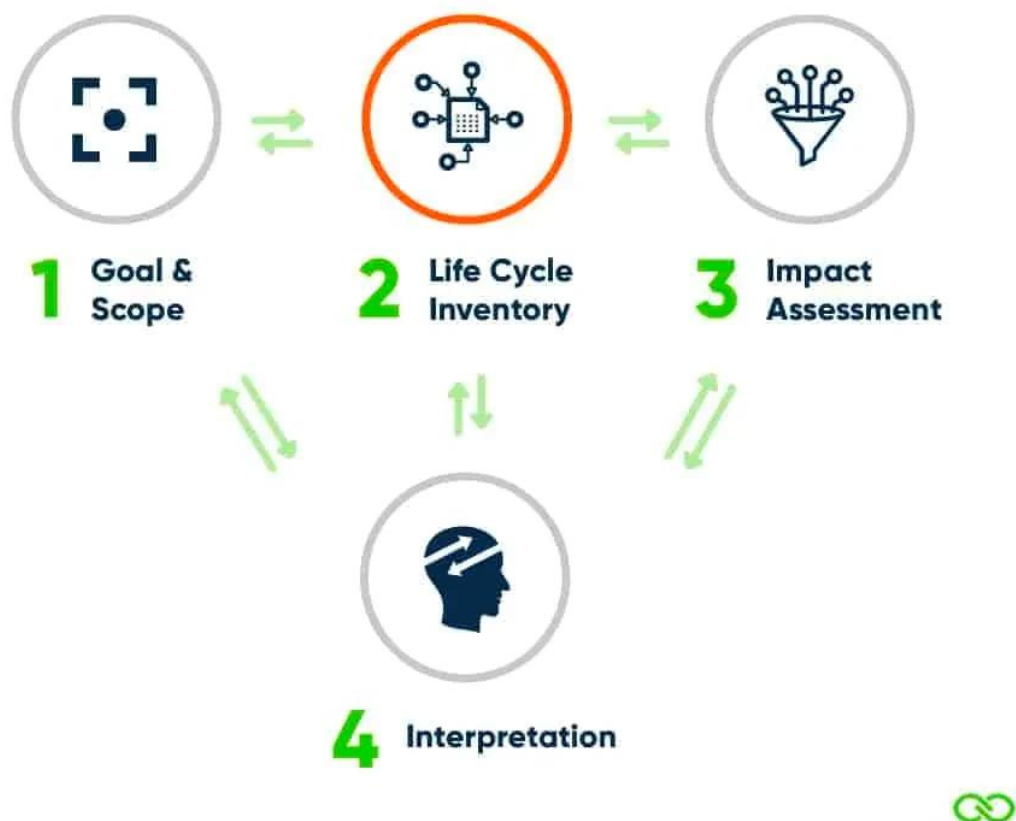 1 Goal &
Scope
2 Life Cycle
Inventory
3 Impact
Assessment
4 Interpretation